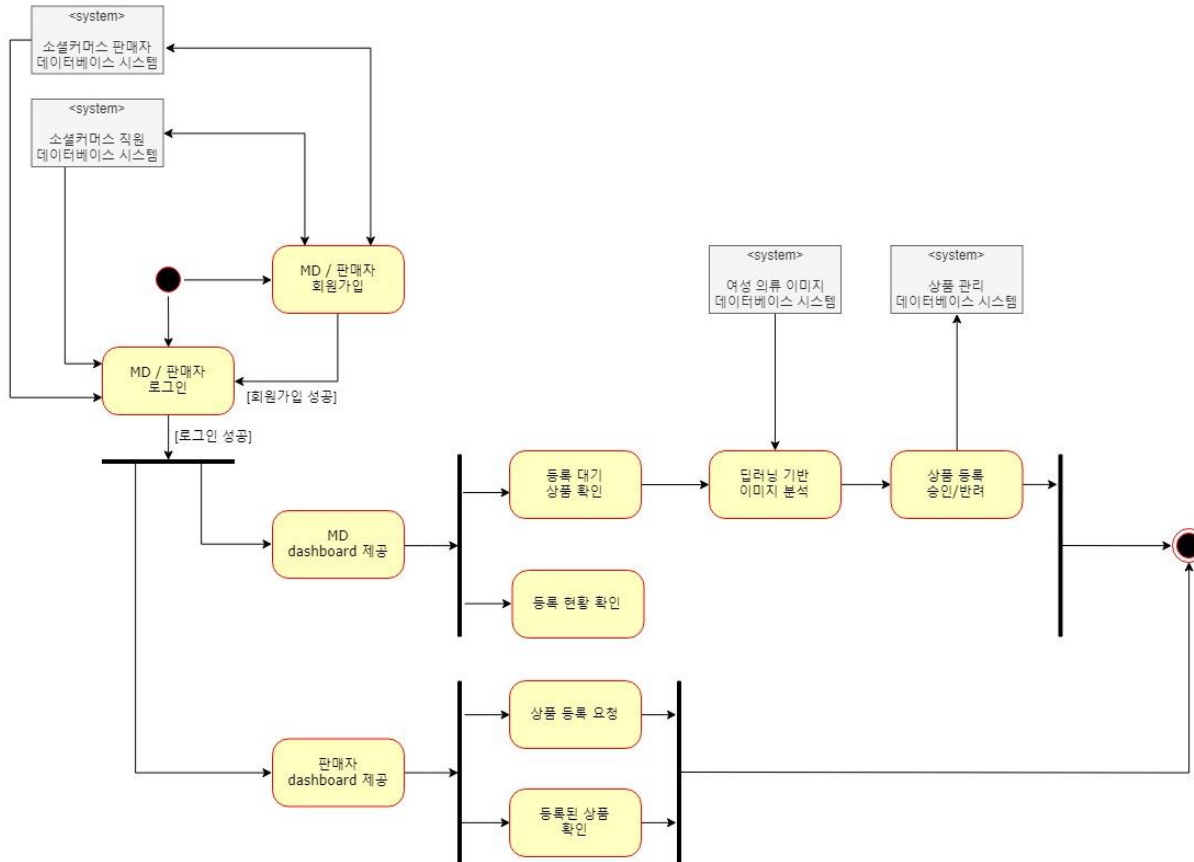 <system>
소셜커머스 판매자
데이터베이스 시스템
<system>
소셜커머스 직원
데이터베이스 시스템
MD / 판매자
회원가입
<system>
여성 의류 이미지
데이터베이스 시스템
<system>
상품 관리
데이터베이스 시스템
MD / 판매자
로그인
[회원가입 성공]
[로그인 성공]
등록 대기
상품 확인
딥러닝 기반
이미지 분석
상품 등록
승인/반려
MD
dashboard 제공
등록 현황 확인
상품 등록 요청
판매자
dashboard 제공
등록된 상품
확인